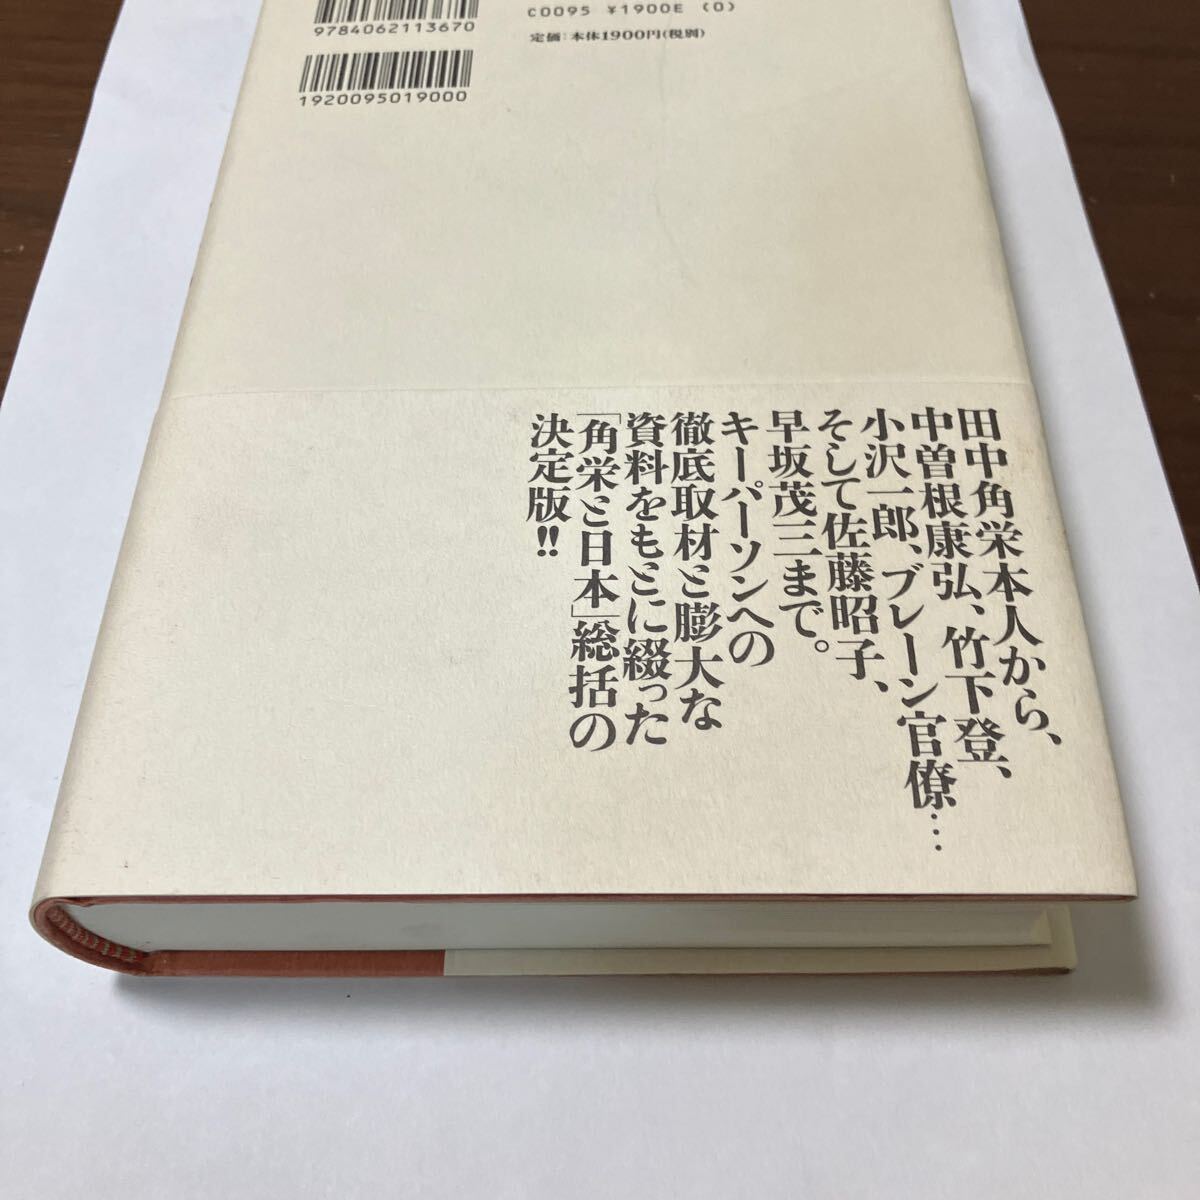 9784062113670
C0095 ¥1900E (0)
定価：本体1900円(税別)
1920095019000
田中角栄本人から、
中曽根康弘、竹下登、
小沢一郎、ブレーン官僚…
そして佐藤昭子、
早坂茂三まで。
キーパーソンへの
徹底取材と膨大な
資料をもとに綴った
「角栄と日本」総括の
決定版!!